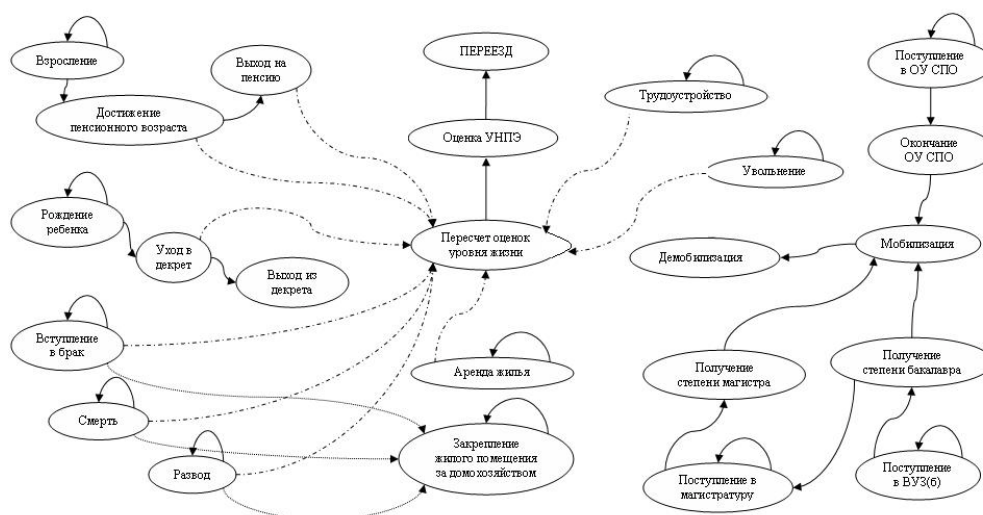 Взросление
Выход на
пенсию
Достижение
пенсионного возраста
ПЕРЕЕЗД
Оценка УНПЭ
Трудоустройство
Увольнение
Поступление
в ОУ СПО
Окончание
ОУ СПО
Рождение
ребенка
Уход в
декрет
Выход из
декрета
Пересчет оценок
уровня жизни
Демобилизация
Мобилизация
Вступление
в брак
Смерть
Развод
Аренда жилья
Закрепление
жилого помещения
за домохозяйством
Получение
степени магистра
Получение
степени бакалавра
Поступление в
магистратуру
Поступление
в ВУЗ(б)